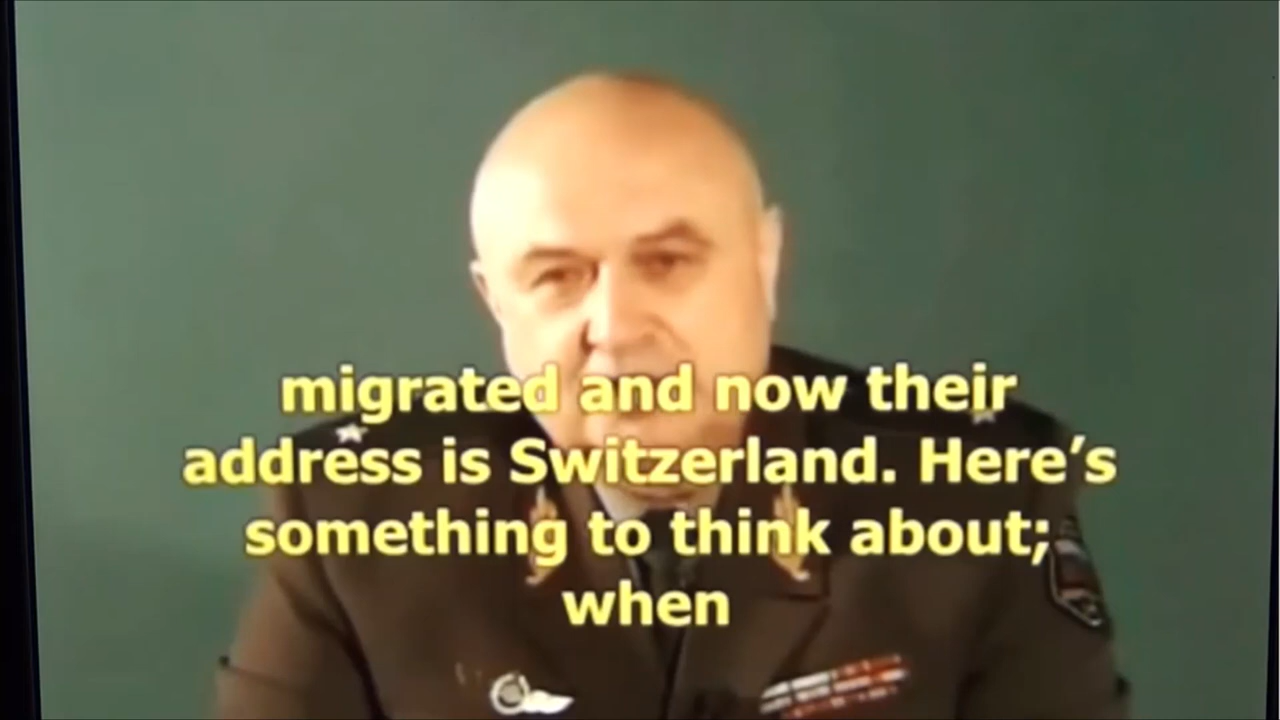 migrated and now their
address is Switzerland. Here’s
something to think about;
when